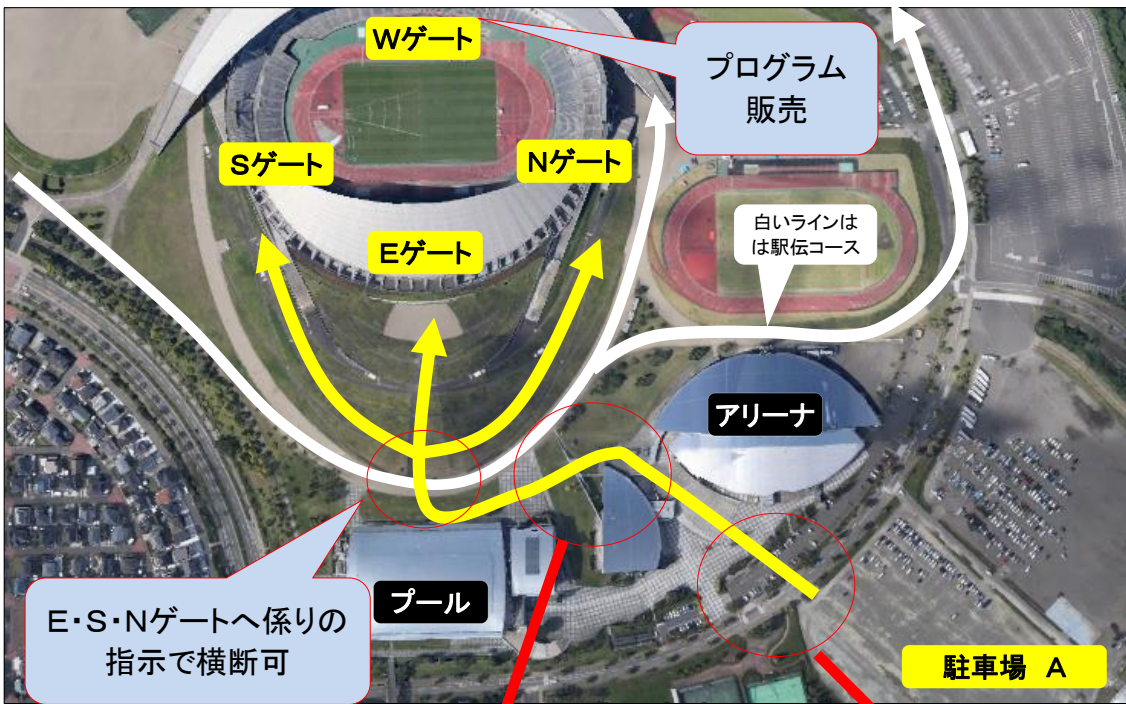 Wゲート
プログラム
販売
Sゲート
Nゲート
白いラインは
は駅伝コース
Eゲート
アリーナ
プール
E・S・Nゲートへ係りの
指示で横断可
駐車場 A